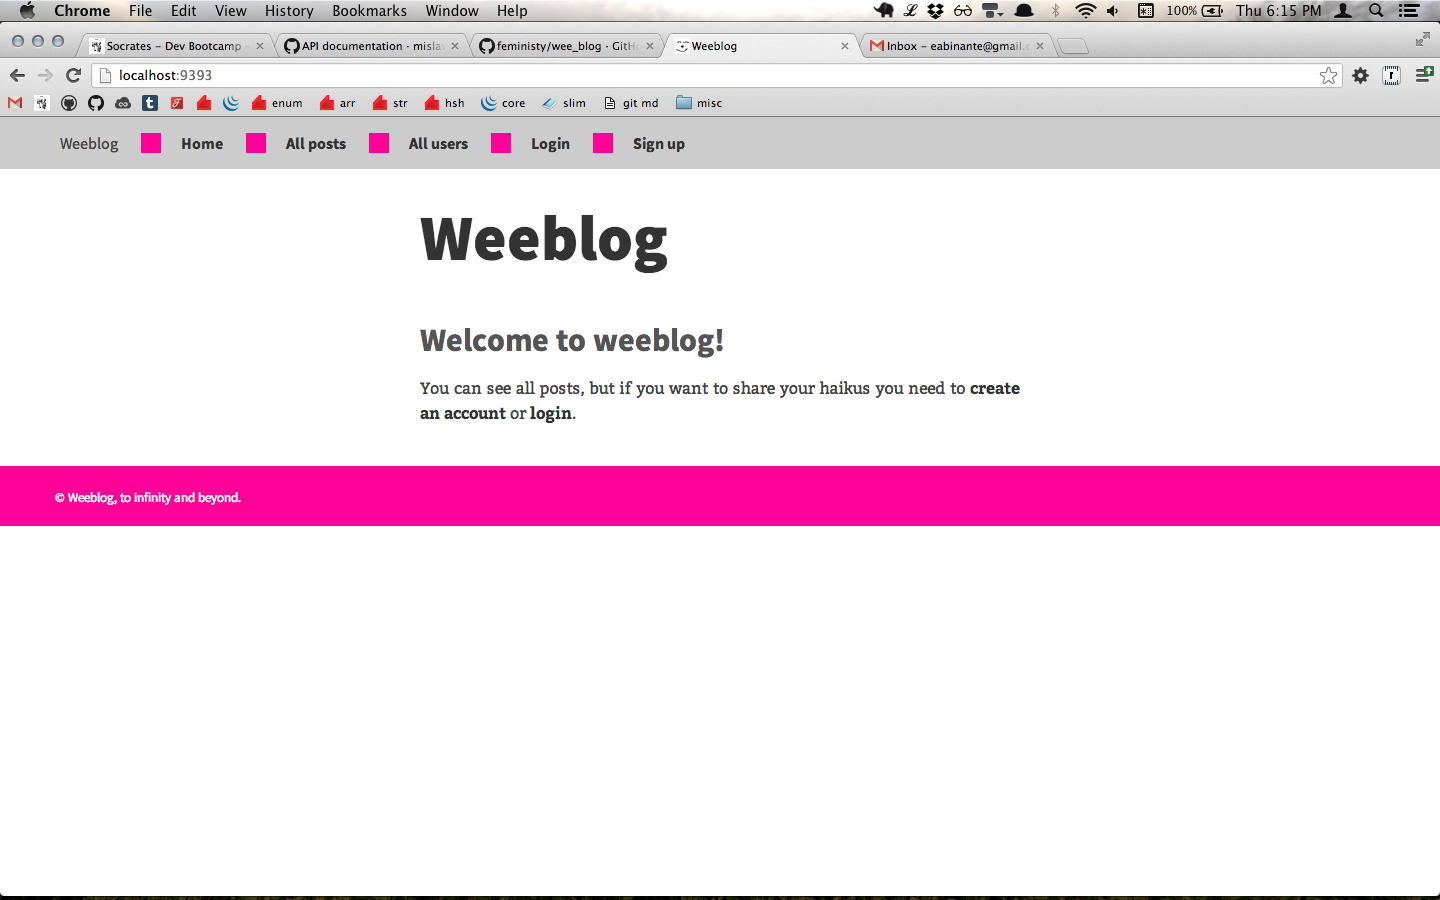 Chrome File Edit View History Bookmarks Window Help 100% Thu 6:15 PM
Socrates – Dev Bootcamp API documentation · misla feministy/wee_blog · GitHu Weeblog Inbox – eabinante@gmail.c
localhost:9393
enum arr str hsh core slim git md misc
Weeblog Home All posts All users Login Sign up
Weeblog
Welcome to weeblog!
You can see all posts, but if you want to share your haikus you need to create
an account or login.
© Weeblog, to infinity and beyond.